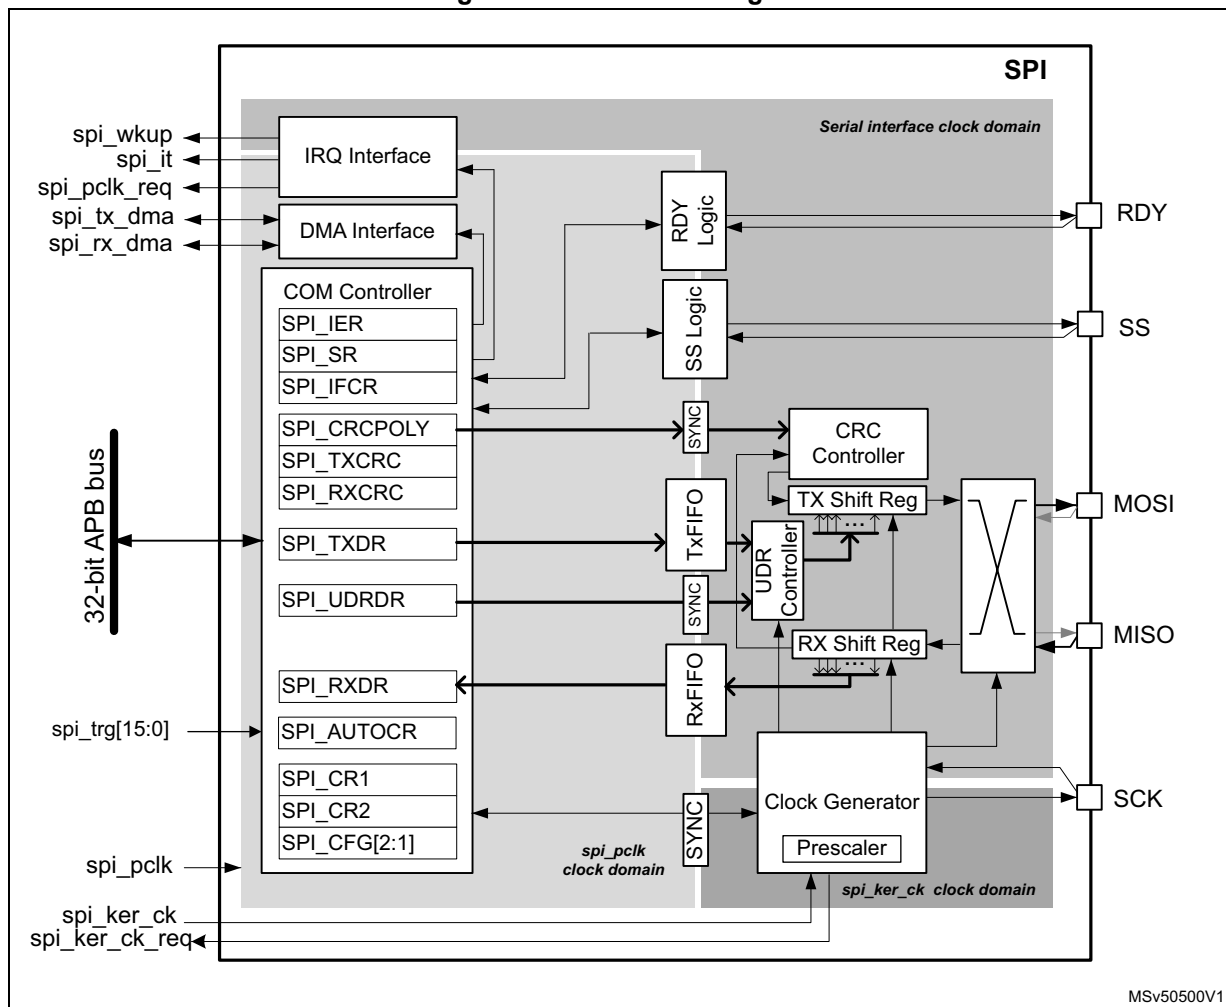 SPI
Serial interface clock domain
spi_wkup
spi_it
spi_pclk_req
spi_tx_dma
spi_rx_dma
IRQ Interface
DMA Interface
RDY
Logic
RDY
COM Controller
SPI_IER
SPI_SR
SPI_IFCR
SS Logic
SS
SPI_CRCPOLY
SPI_TXCRC
SPI_RXCRC
SYNC
CRC
Controller
TX Shift Reg
...
MOSI
32-bit APB bus
SPI_TXDR
TxFIFO
UDR
Controller
SPI_UDRDR
SYNC
RX Shift Reg
...
MISO
SPI_RXDR
RxFIFO
spi_trg[15:0]
SPI_AUTOCR
SPI_CR1
SPI_CR2
SPI_CFG[2:1]
SYNC
Clock Generator
Prescaler
SCK
spi_pclk
clock domain
spi_ker_ck clock domain
spi_pclk
spi_ker_ck
spi_ker_ck_req
MSv50500V1